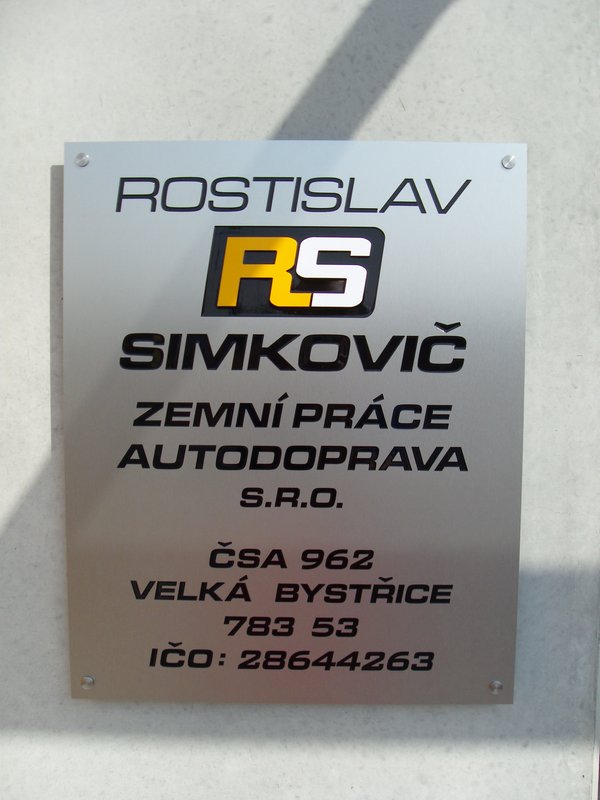 ROSTISLAV
RS
SIMKOVIČ
ZEMNÍ PRÁCE
AUTODOPRAVA
S.R.O.
ČSA 962
VELKÁ BYSTŘICE
783 53
IČO: 28644263